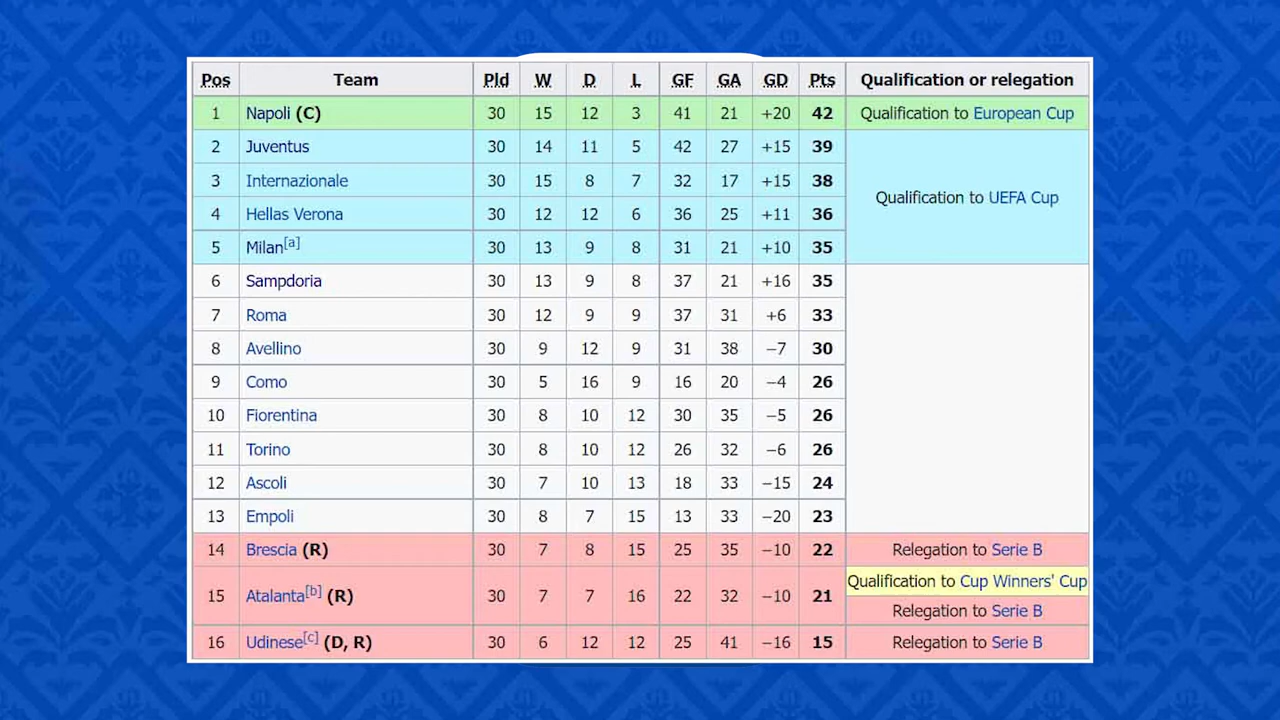 Pos Team Pld W D L GF GA GD Pts Qualification or relegation
1 Napoli (C) 30 15 12 3 41 21 +20 42 Qualification to European Cup
2 Juventus 30 14 11 5 42 27 +15 39
3 Internazionale 30 15 8 7 32 17 +15 38
Qualification to UEFA Cup
4 Hellas Verona 30 12 12 6 36 25 +11 36
5 Milan[a] 30 13 9 8 31 21 +10 35
6 Sampdoria 30 13 9 8 37 21 +16 35
7 Roma 30 12 9 9 37 31 +6 33
8 Avellino 30 9 12 9 31 38 −7 30
9 Como 30 5 16 9 16 20 −4 26
10 Fiorentina 30 8 10 12 30 35 −5 26
11 Torino 30 8 10 12 26 32 −6 26
12 Ascoli 30 7 10 13 18 33 −15 24
13 Empoli 30 8 7 15 13 33 −20 23
14 Brescia (R) 30 7 8 15 25 35 −10 22 Relegation to Serie B
15 Atalanta[b] (R) 30 7 7 16 22 32 −10 21 Qualification to Cup Winners' Cup
Relegation to Serie B
16 Udinese[c] (D, R) 30 6 12 12 25 41 −16 15 Relegation to Serie B